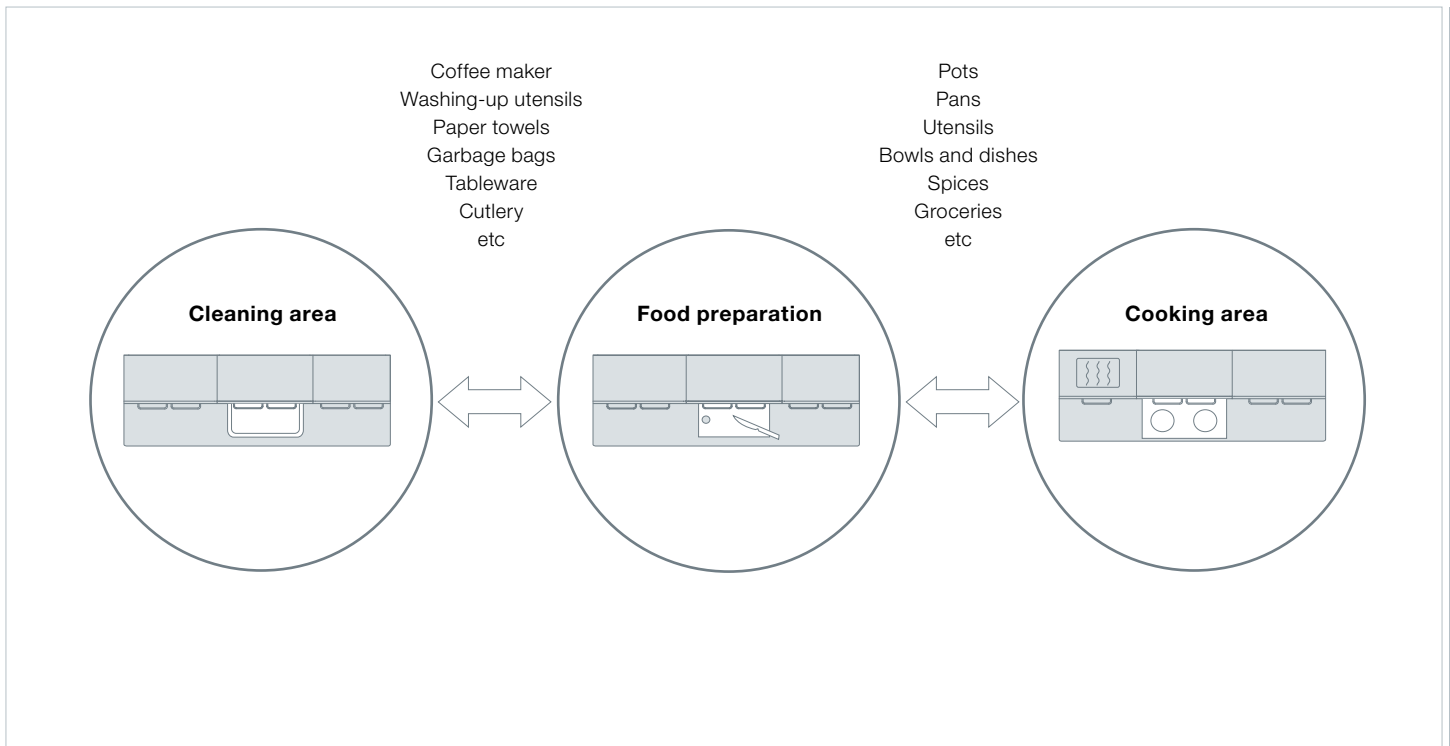 Coffee maker
Washing-up utensils
Paper towels
Garbage bags
Tableware
Cutlery
etc
Pots
Pans
Utensils
Bowls and dishes
Spices
Groceries
etc
Cleaning area
Food preparation
Cooking area